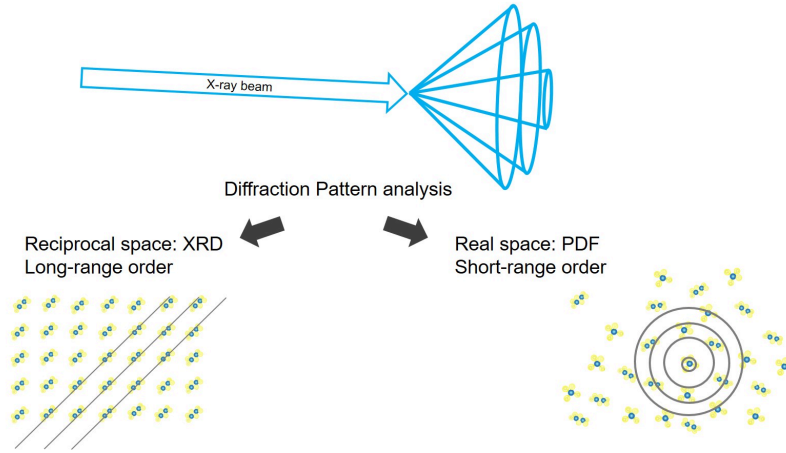 X-ray beam
Diffraction Pattern analysis
Reciprocal space: XRD
Long-range order
Real space: PDF
Short-range order